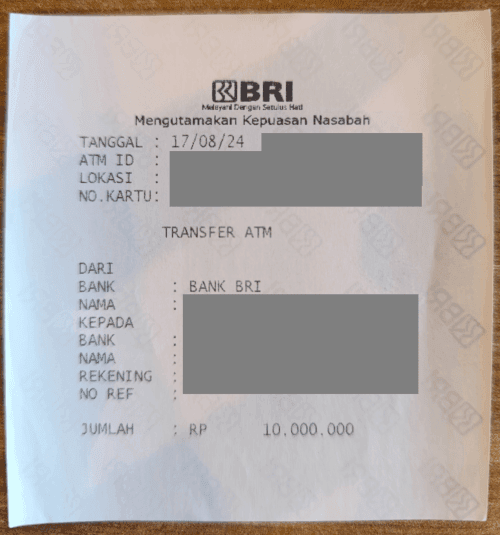 BRI
Melayani Dengan Setulus Hati
Mengutamakan Kepuasan Nasabah
TANGGAL : 17/08/24
ATM ID :
LOKASI :
NO.KARTU:
TRANSFER ATM
DARI
BANK : BANK BRI
NAMA :
KEPADA
BANK :
NAMA :
REKENING :
NO REF :
JUMLAH : RP 10.000.000